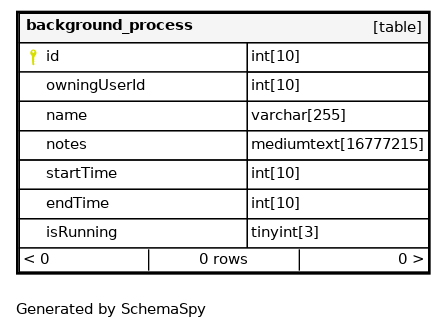 background_process [table]
id int[10]
owningUserId int[10]
name varchar[255]
notes mediumtext[16777215]
startTime int[10]
endTime int[10]
isRunning tinyint[3]
< 0 0 rows 0 >
Generated by SchemaSpy